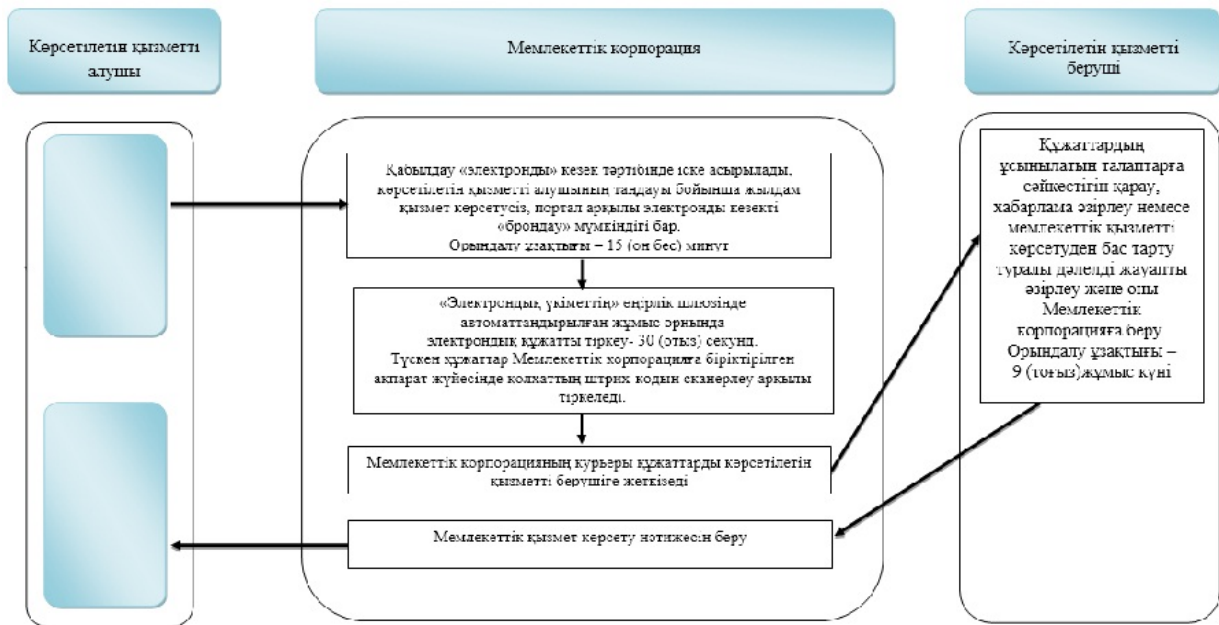 Көрсетілетін қызметті
алушы
Мемлекеттік корпорация
Көрсетілетін қызметті
беруші
Қабылдау «электронды» кезек тәртібінде іске асырылады,
көрсетілетін қызметті алушының таңдауы бойынша жылдам
қызмет көрсетусіз, портал арқылы электронды кезекті
«брондау» мүмкіндігі бар.
Орындалу ұзақтығы – 15 (он бес) минут
«Электрондық үкіметтің» өңірлік шлюзінде
автоматтандырылған жұмыс орнында
электрондық құжатты тіркеу- 30 (отыз) секунд.
Түскен құжаттар Мемлекеттік корпорацияға біріктірілген
ақпарат жүйесінде қолхаттың штрих кодын сканерлеу арқылы
тіркеледі.
Мемлекеттік корпорацияның курьеры құжаттарды көрсетілетін
қызметті берушіге жеткізеді
Мемлекеттік қызмет көрсету нәтижесін беру
Құжаттардың
ұсынылатын талаптарға
сәйкестігін қарау,
хабарлама әзірлеу немесе
мемлекеттік қызметті
көрсетуден бас тарту
туралы дәлелді жауапты
әзірлеу және оны
Мемлекеттік
корпорацияға беру
Орындалу ұзақтығы –
9 (тоғыз)жұмыс күні